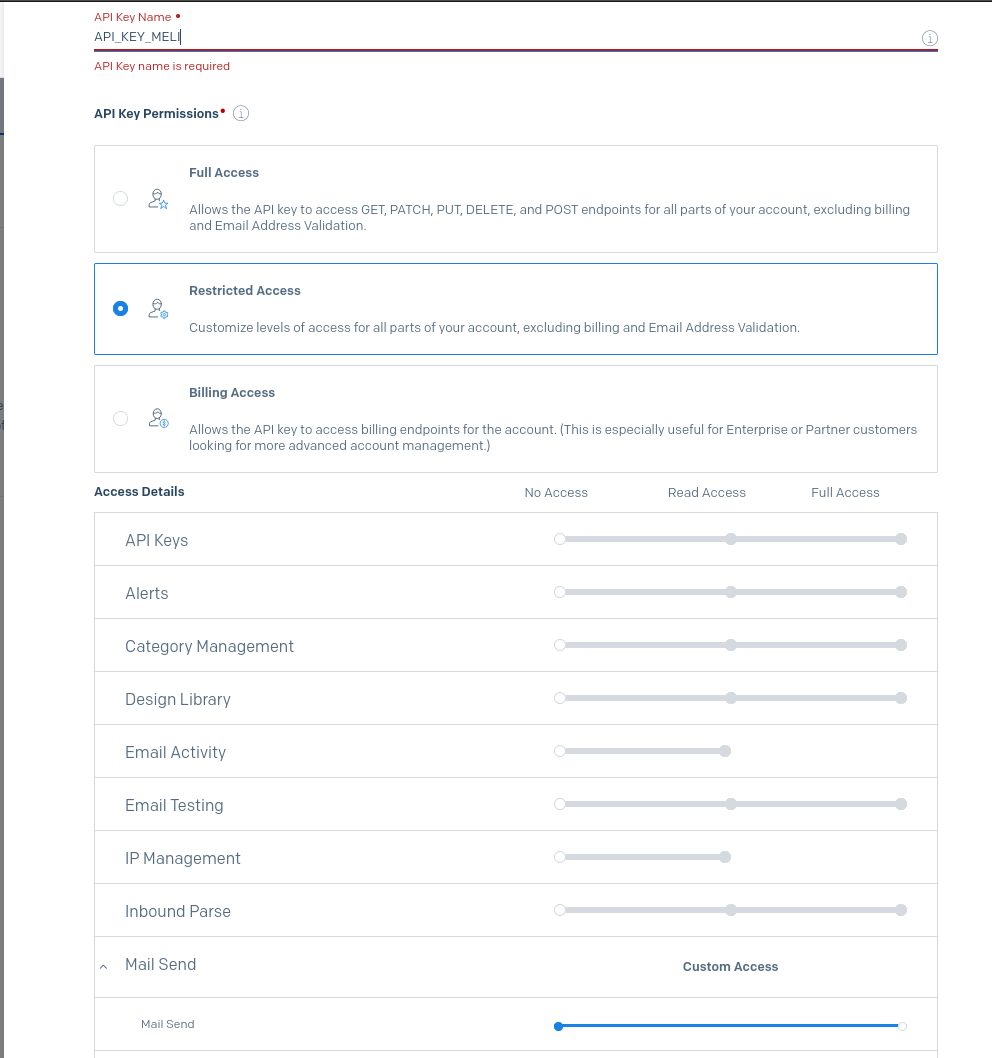 API Key Name •
API_KEY_MELI
API Key name is required
API Key Permissions•
Full Access
Allows the API key to access GET, PATCH, PUT, DELETE, and POST endpoints for all parts of your account, excluding billing
and Email Address Validation.
Restricted Access
Customize levels of access for all parts of your account, excluding billing and Email Address Validation.
Billing Access
Allows the API key to access billing endpoints for the account. (This is especially useful for Enterprise or Partner customers
looking for more advanced account management.)
Access Details No Access Read Access Full Access
API Keys
Alerts
Category Management
Design Library
Email Activity
Email Testing
IP Management
Inbound Parse
Mail Send Custom Access
Mail Send